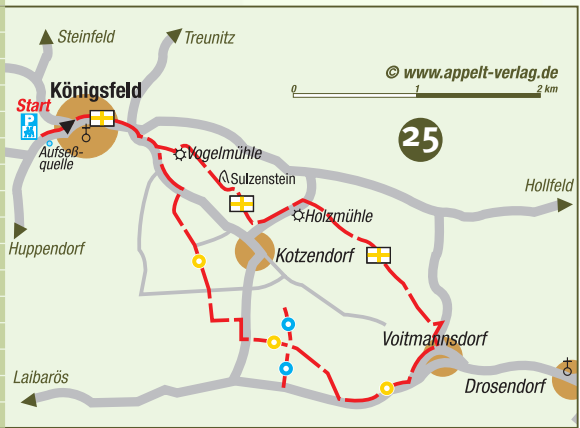 Steinfeld
Treunitz
© www.appelt-verlag.de
0 1 2 km
Königsfeld
Start
P
25
Aufseß-
quelle
Vogelmühle
Sulzenstein
Hollfeld
Holzmühle
Huppendorf
Kotzendorf
Voitmannsdorf
Laibarös
Drosendorf